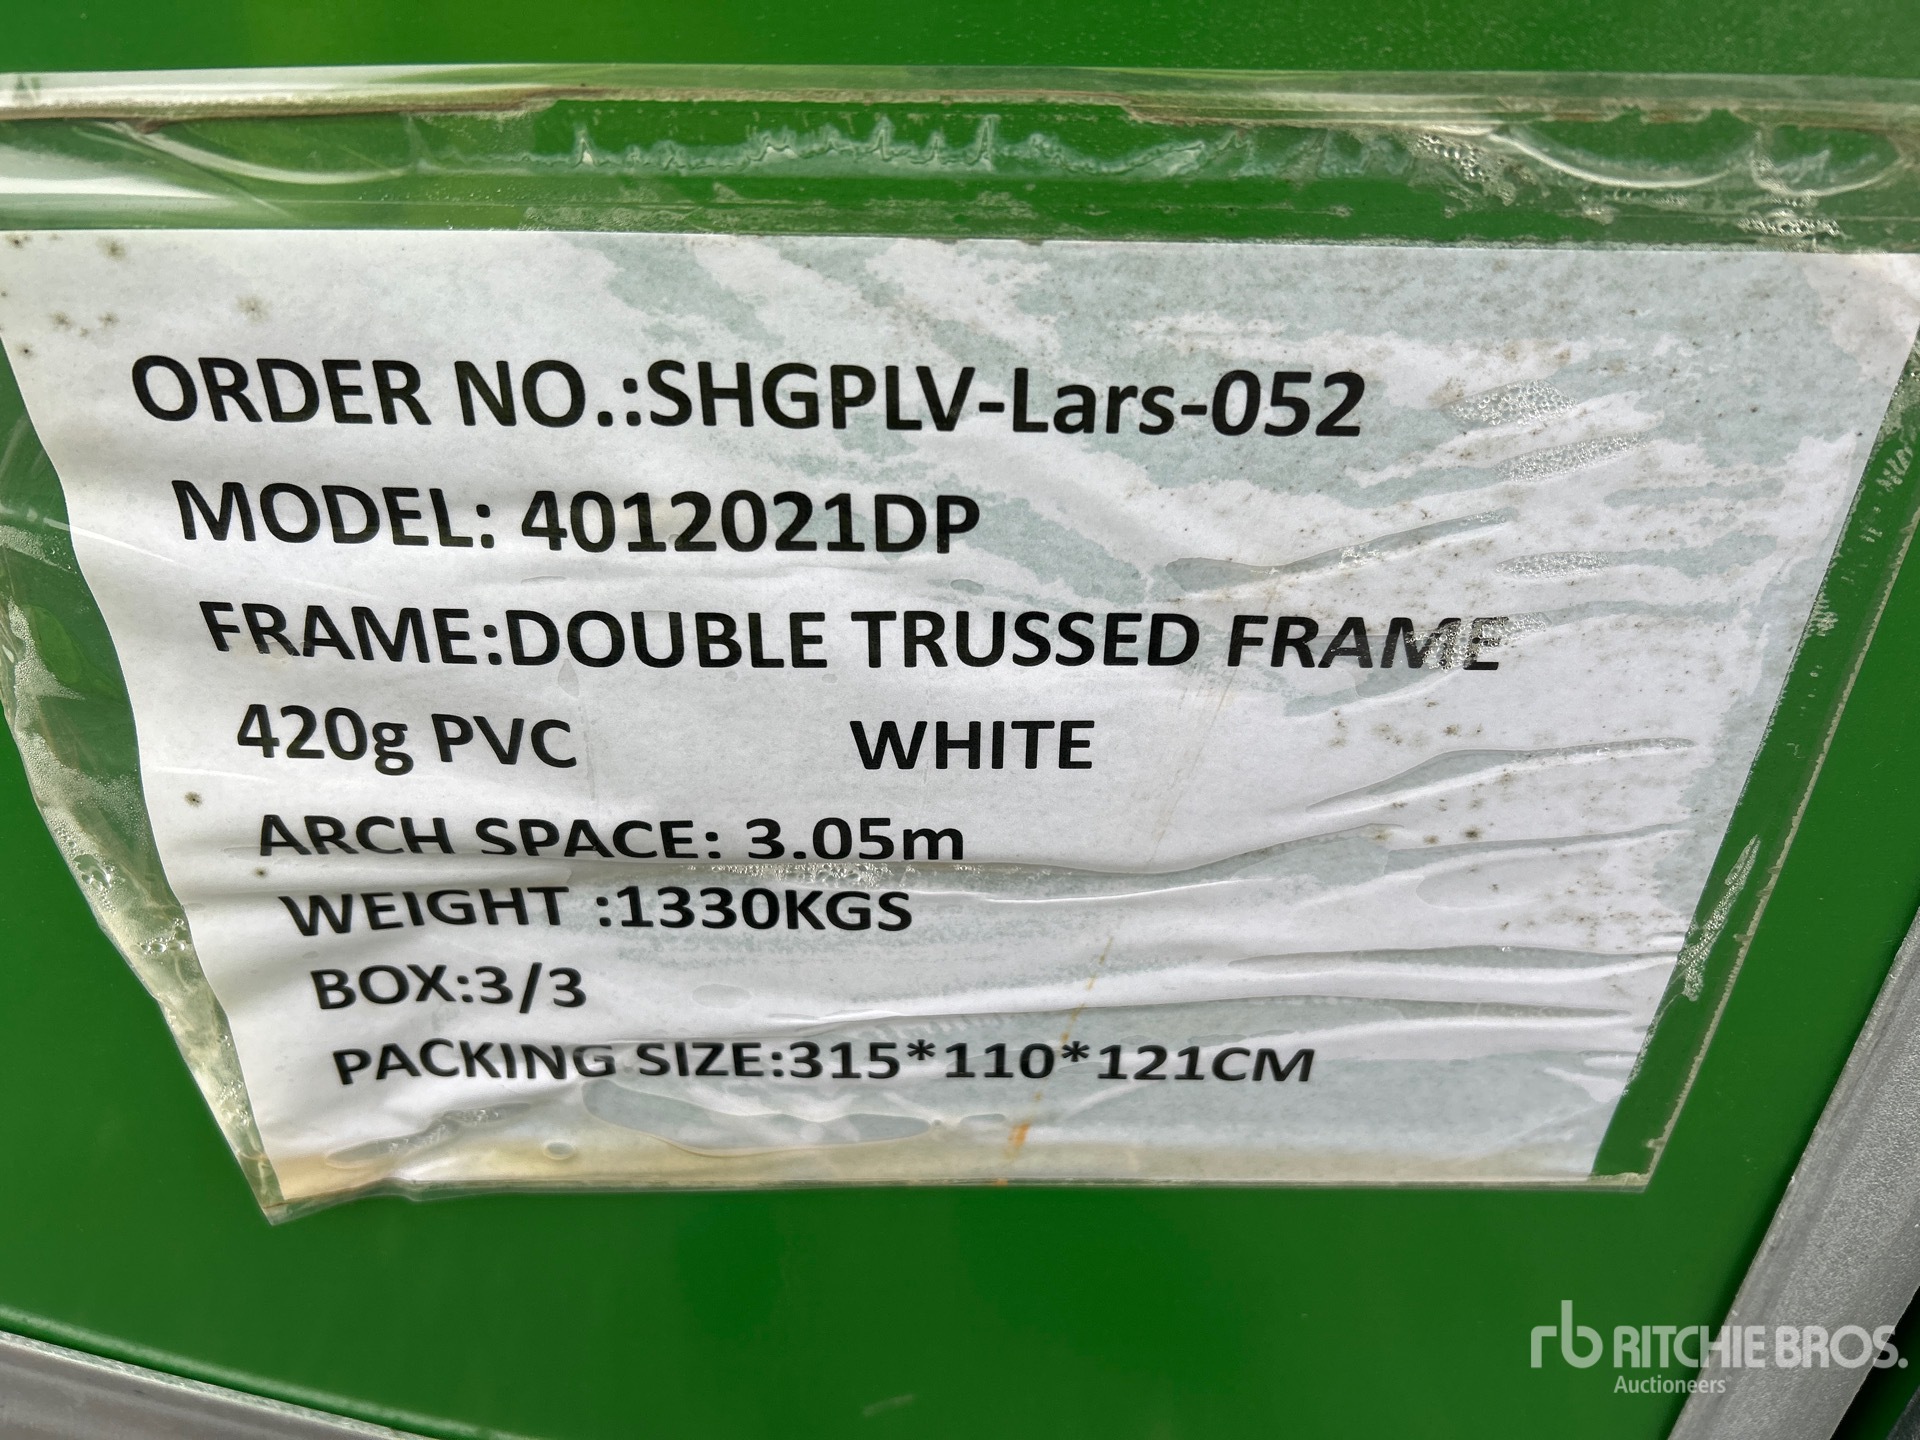 ORDER NO.:SHGPLV-Lars-052
MODEL: 4012021DP
FRAME:DOUBLE TRUSSED FRAME
420g PVC WHITE
ARCH SPACE: 3.05m
WEIGHT :1330KGS
BOX:3/3
PACKING SIZE:315*110*121CM
rb RITCHIE BROS.
Auctioneers